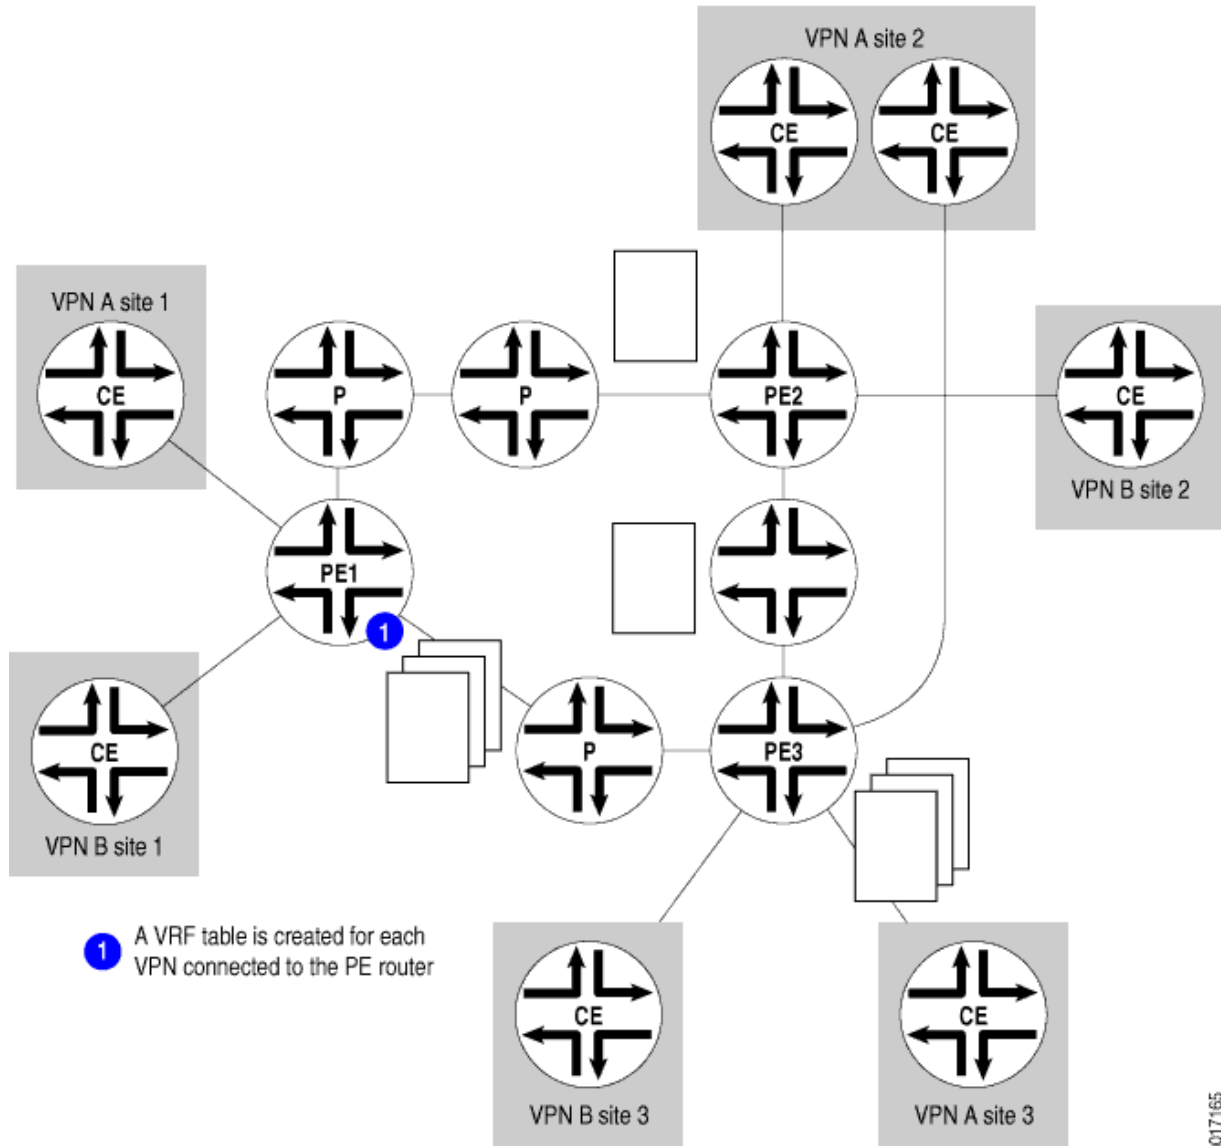 VPN A site 2
CE
CE
VPN A site 1
CE
P
P
PE2
CE
VPN B site 2
PE1
1
CE
VPN B site 1
P
PE3
1
A VRF table is created for each
VPN connected to the PE router
CE
VPN B site 3
CE
VPN A site 3
017165